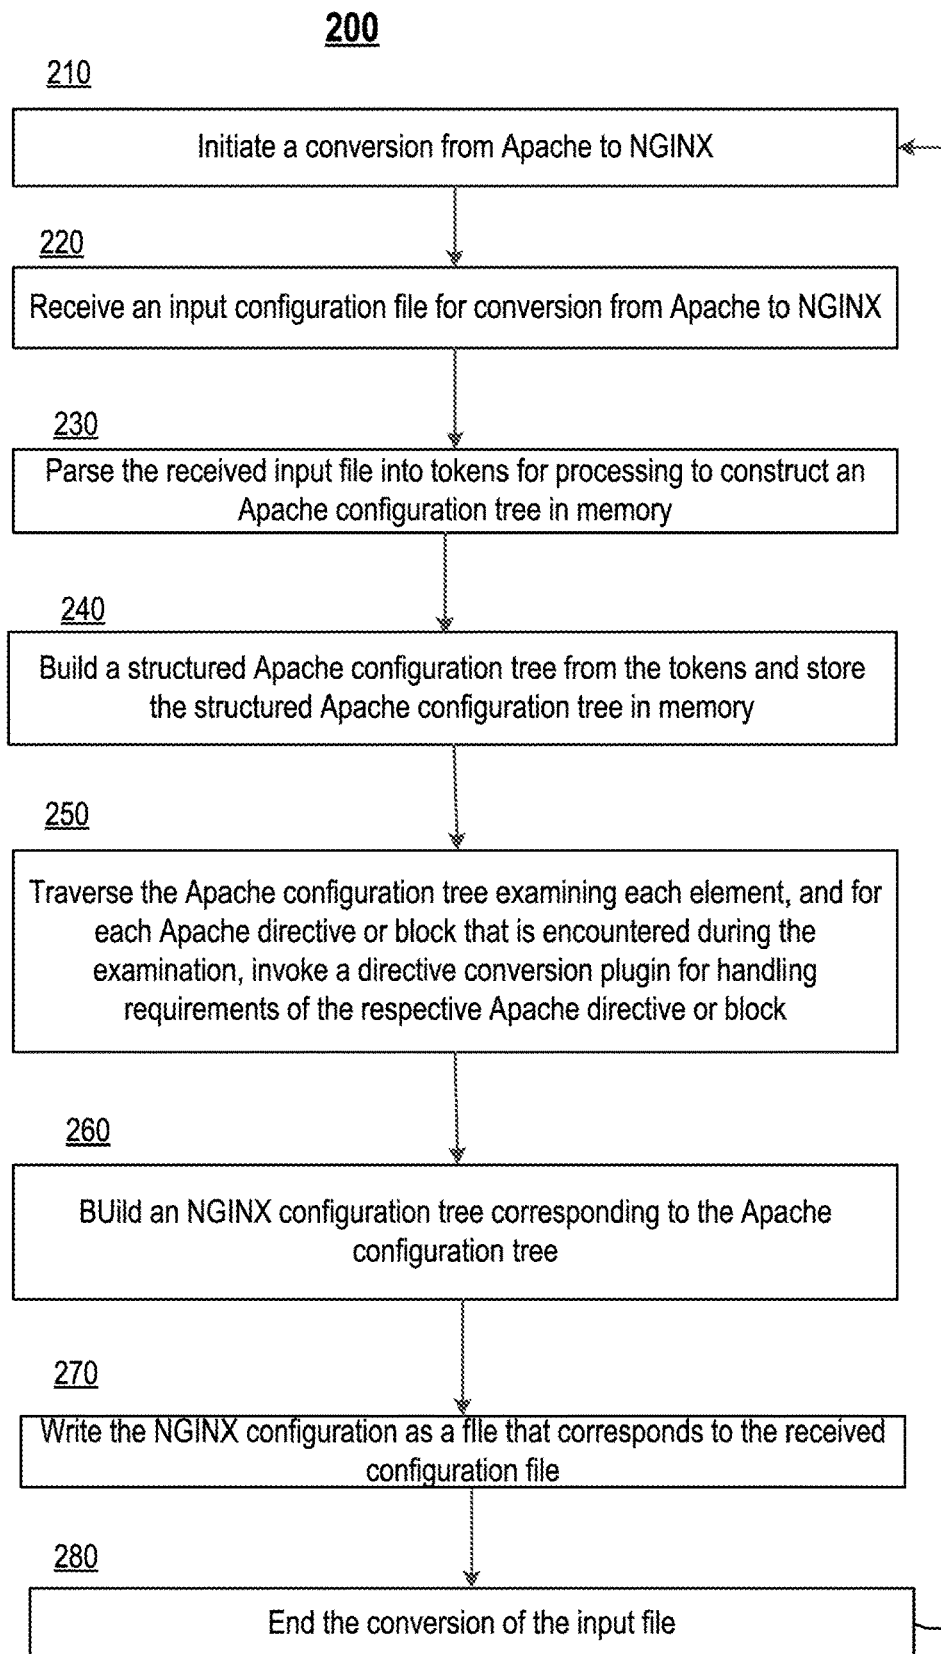 200
210
Initiate a conversion from Apache to NGINX
220
Receive an input configuration file for conversion from Apache to NGINX
230
Parse the received input file into tokens for processing to construct an
Apache configuration tree in memory
240
Build a structured Apache configuration tree from the tokens and store
the structured Apache configuration tree in memory
250
Traverse the Apache configuration tree examining each element, and for
each Apache directive or block that is encountered during the
examination, invoke a directive conversion plugin for handling
requirements of the respective Apache directive or block
260
BUild an NGINX configuration tree corresponding to the Apache
configuration tree
270
Write the NGINX configuration as a file that corresponds to the received
configuration file
280
End the conversion of the input file